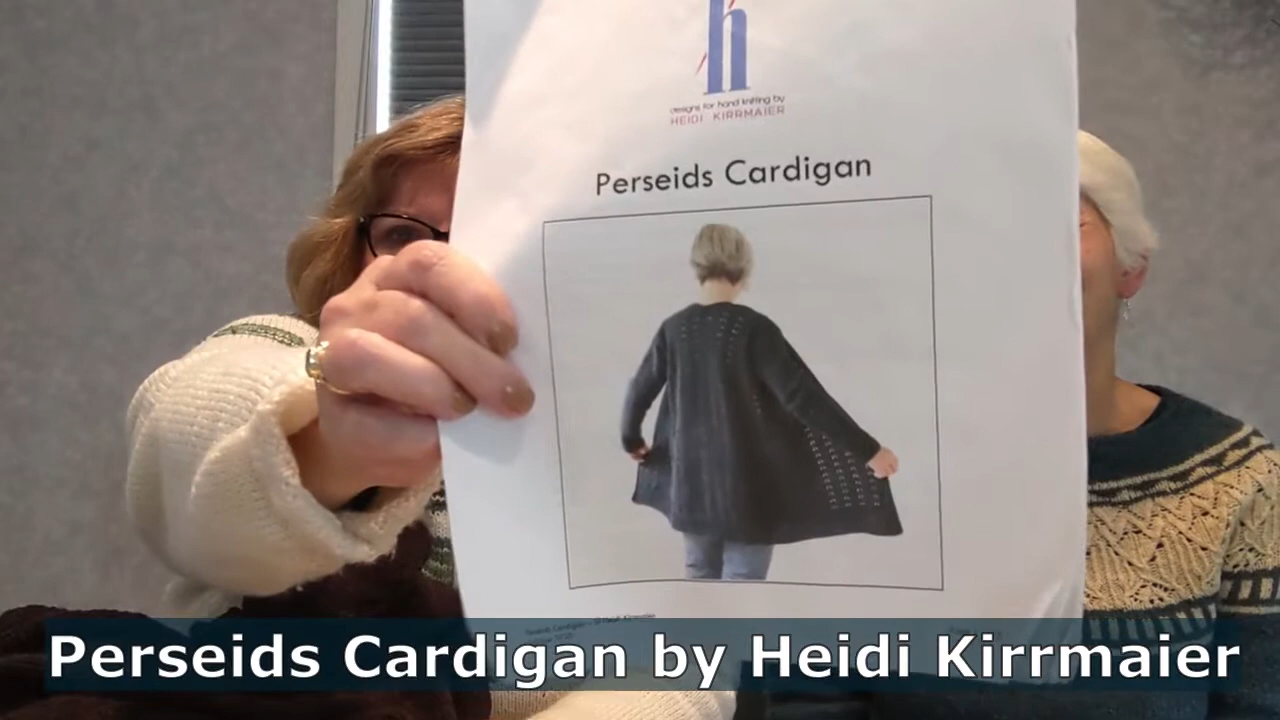 h
designs for hand knitting by
HEIDI KIRRMAIER
Perseids Cardigan
Perseids Cardigan by Heidi Kirrmaier